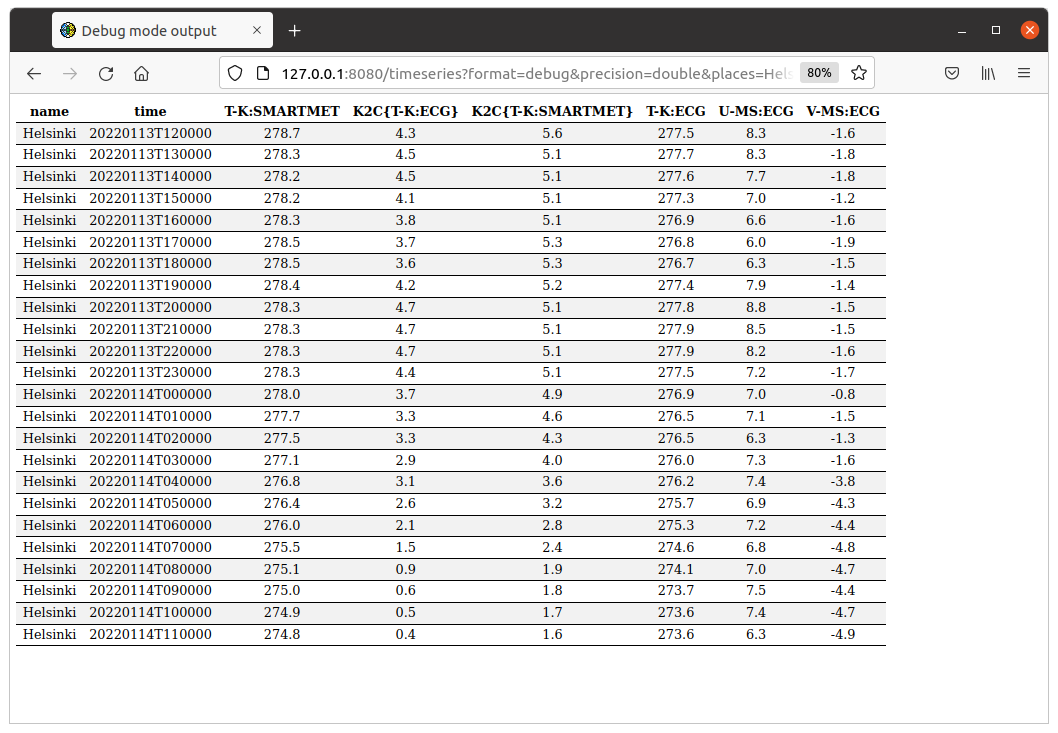 Debug mode output
127.0.0.1:8080/timeseries?format=debug&precision=double&places=Hels 80%
name time T-K:SMARTMET K2C{T-K:ECG} K2C{T-K:SMARTMET} T-K:ECG U-MS:ECG V-MS:ECG
Helsinki 20220113T120000 278.7 4.3 5.6 277.5 8.3 -1.6
Helsinki 20220113T130000 278.3 4.5 5.1 277.7 8.3 -1.8
Helsinki 20220113T140000 278.2 4.5 5.1 277.6 7.7 -1.8
Helsinki 20220113T150000 278.2 4.1 5.1 277.3 7.0 -1.2
Helsinki 20220113T160000 278.3 3.8 5.1 276.9 6.6 -1.6
Helsinki 20220113T170000 278.5 3.7 5.3 276.8 6.0 -1.9
Helsinki 20220113T180000 278.5 3.6 5.3 276.7 6.3 -1.5
Helsinki 20220113T190000 278.4 4.2 5.2 277.4 7.9 -1.4
Helsinki 20220113T200000 278.3 4.7 5.1 277.8 8.8 -1.5
Helsinki 20220113T210000 278.3 4.7 5.1 277.9 8.5 -1.5
Helsinki 20220113T220000 278.3 4.7 5.1 277.9 8.2 -1.6
Helsinki 20220113T230000 278.3 4.4 5.1 277.5 7.2 -1.7
Helsinki 20220114T000000 278.0 3.7 4.9 276.9 7.0 -0.8
Helsinki 20220114T010000 277.7 3.3 4.6 276.5 7.1 -1.5
Helsinki 20220114T020000 277.5 3.3 4.3 276.5 6.3 -1.3
Helsinki 20220114T030000 277.1 2.9 4.0 276.0 7.3 -1.6
Helsinki 20220114T040000 276.8 3.1 3.6 276.2 7.4 -3.8
Helsinki 20220114T050000 276.4 2.6 3.2 275.7 6.9 -4.3
Helsinki 20220114T060000 276.0 2.1 2.8 275.3 7.2 -4.4
Helsinki 20220114T070000 275.5 1.5 2.4 274.6 6.8 -4.8
Helsinki 20220114T080000 275.1 0.9 1.9 274.1 7.0 -4.7
Helsinki 20220114T090000 275.0 0.6 1.8 273.7 7.5 -4.4
Helsinki 20220114T100000 274.9 0.5 1.7 273.6 7.4 -4.7
Helsinki 20220114T110000 274.8 0.4 1.6 273.6 6.3 -4.9